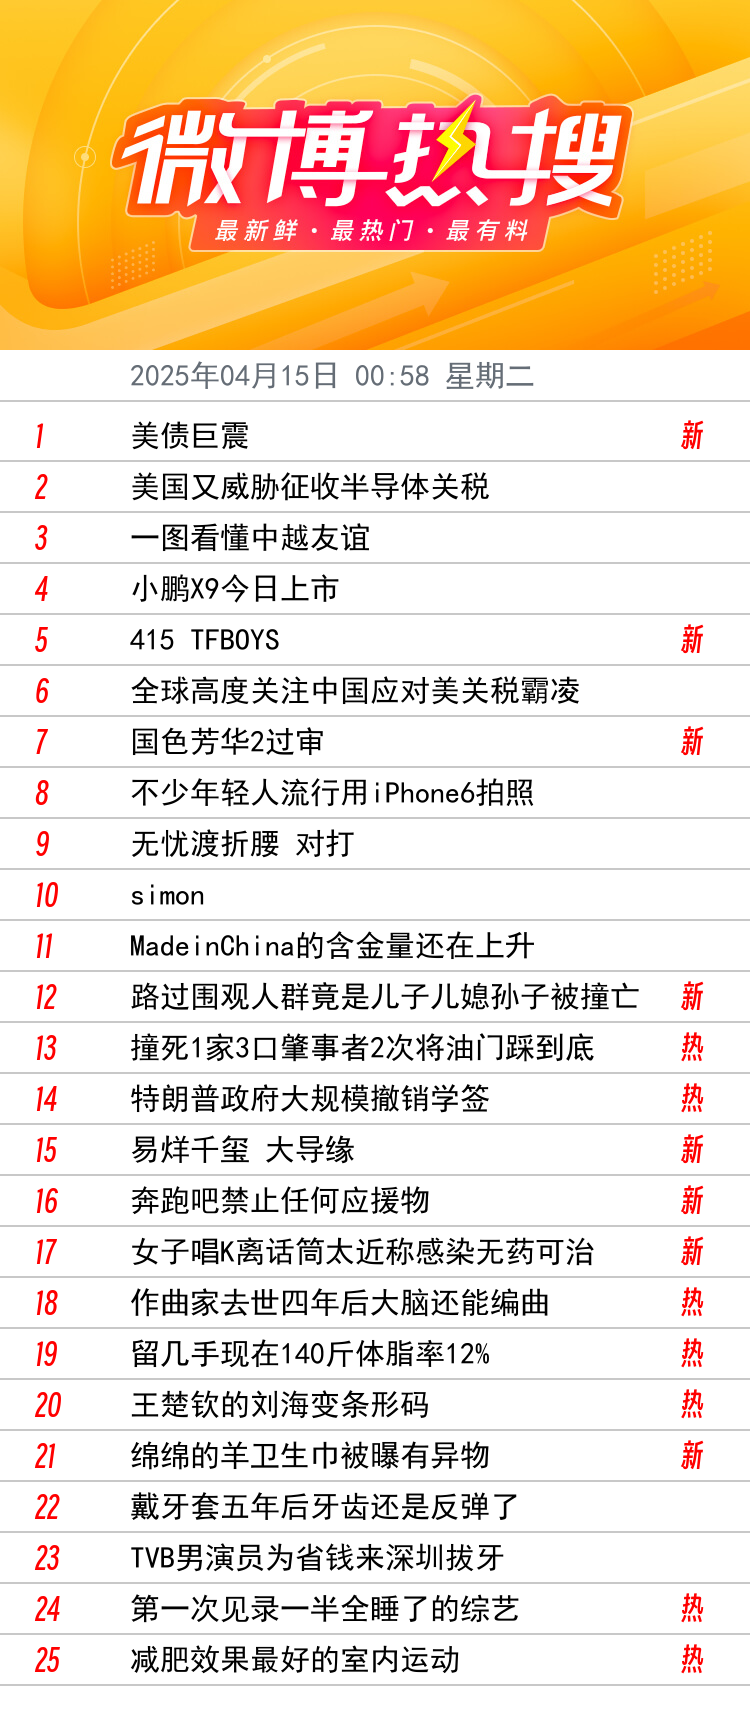 微博热搜
最新鲜·最热门·最有料
2025年04月15日 00:58 星期二
1 美债巨震 新
2 美国又威胁征收半导体关税
3 一图看懂中越友谊
4 小鹏X9今日上市
5 415 TFBOYS 新
6 全球高度关注中国应对美关税霸凌
7 国色芳华2过审 新
8 不少年轻人流行用iPhone6拍照
9 无忧渡折腰 对打
10 simon
11 MadeinChina的含金量还在上升
12 路过围观人群竟是儿子儿媳孙子被撞亡 新
13 撞死1家3口肇事者2次将油门踩到底 热
14 特朗普政府大规模撤销学签 热
15 易烊千玺 大导缘 新
16 奔跑吧禁止任何应援物 新
17 女子唱K离话筒太近称感染无药可治 新
18 作曲家去世四年后大脑还能编曲 热
19 留几手现在140斤体脂率12% 热
20 王楚钦的刘海变条形码 热
21 绵绵的羊卫生巾被曝有异物 新
22 戴牙套五年后牙齿还是反弹了
23 TVB男演员为省钱来深圳拔牙
24 第一次见录一半全睡了的综艺 热
25 减肥效果最好的室内运动 热